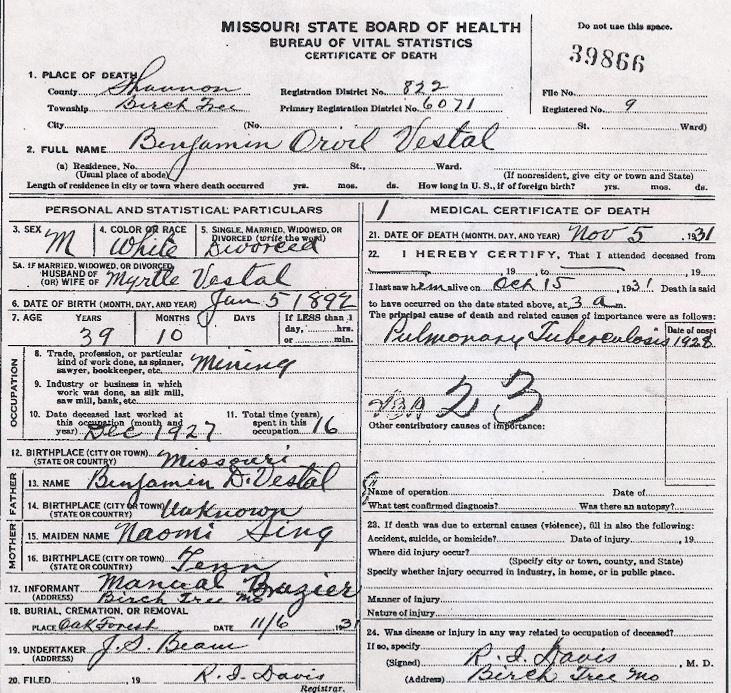 MISSOURI STATE BOARD OF HEALTH
BUREAU OF VITAL STATISTICS
CERTIFICATE OF DEATH
Do not use this space.
39866
1. PLACE OF DEATH
County Shannon Registration District No. 822 File No.
Township Birch Tree Primary Registration District No. 6071 Registered No. 9
City (No. St. Ward)
2. FULL NAME Benjamin Orvil Vestal
(a) Residence, No. St., Ward.
(Usual place of abode) (If nonresident, give city or town and State)
Length of residence in city or town where death occurred yrs. mos. ds. How long in U. S., if of foreign birth? yrs. mos. ds.
PERSONAL AND STATISTICAL PARTICULARS
3. SEX M
4. COLOR OR RACE White
5. SINGLE, MARRIED, WIDOWED, OR
DIVORCED (write the word)
Divorced
5A. IF MARRIED, WIDOWED, OR DIVORCED
HUSBAND OF
(OR) WIFE OF Myrtle Vestal
6. DATE OF BIRTH (MONTH, DAY, AND YEAR) Jan 5 1892
7. AGE YEARS MONTHS DAYS If LESS than 1
day, hrs.
or min.
39 10
OCCUPATION
8. Trade, profession, or particular
kind of work done, as spinner,
sawyer, bookkeeper, etc. Mining
9. Industry or business in which
work was done, as silk mill,
saw mill, bank, etc.
10. Date deceased last worked at
this occupation (month and
year) Dec 1927
11. Total time (years)
spent in this
occupation 16
12. BIRTHPLACE (CITY OR TOWN)
(STATE OR COUNTRY) Missouri
FATHER
13. NAME Benjamin D. Vestal
14. BIRTHPLACE (CITY OR TOWN)
(STATE OR COUNTRY) Unknown
MOTHER
15. MAIDEN NAME Naomi Sing
16. BIRTHPLACE (CITY OR TOWN)
(STATE OR COUNTRY) Tenn
17. INFORMANT Manual Brazier
(ADDRESS) Birch Tree Mo
18. BURIAL, CREMATION, OR REMOVAL
PLACE Oak Forest DATE 11/6 1931
19. UNDERTAKER J. S. Beam
(ADDRESS)
20. FILED , 19 R. I. Davis
Registrar.
MEDICAL CERTIFICATE OF DEATH
21. DATE OF DEATH (MONTH, DAY, AND YEAR) Nov 5 , 1931
22. I HEREBY CERTIFY, That I attended deceased from
, 19 , to , 19
I last saw h em alive on Oct 15 , 1931 Death is said
to have occurred on the date stated above, at 3 a m.
The principal cause of death and related causes of importance were as follows:
Date of onset
Pulmonary Tuberculosis 1928
23A 23
Other contributory causes of importance:
Name of operation Date of
What test confirmed diagnosis? Was there an autopsy?
23. If death was due to external causes (violence), fill in also the following:
Accident, suicide, or homicide? Date of injury , 19
Where did injury occur?
(Specify city or town, county, and State)
Specify whether injury occurred in industry, in home, or in public place.
Manner of injury
Nature of injury
24. Was disease or injury in any way related to occupation of deceased?
If so, specify
(Signed) R. I. Davis , M. D.
(Address) Birch Tree Mo